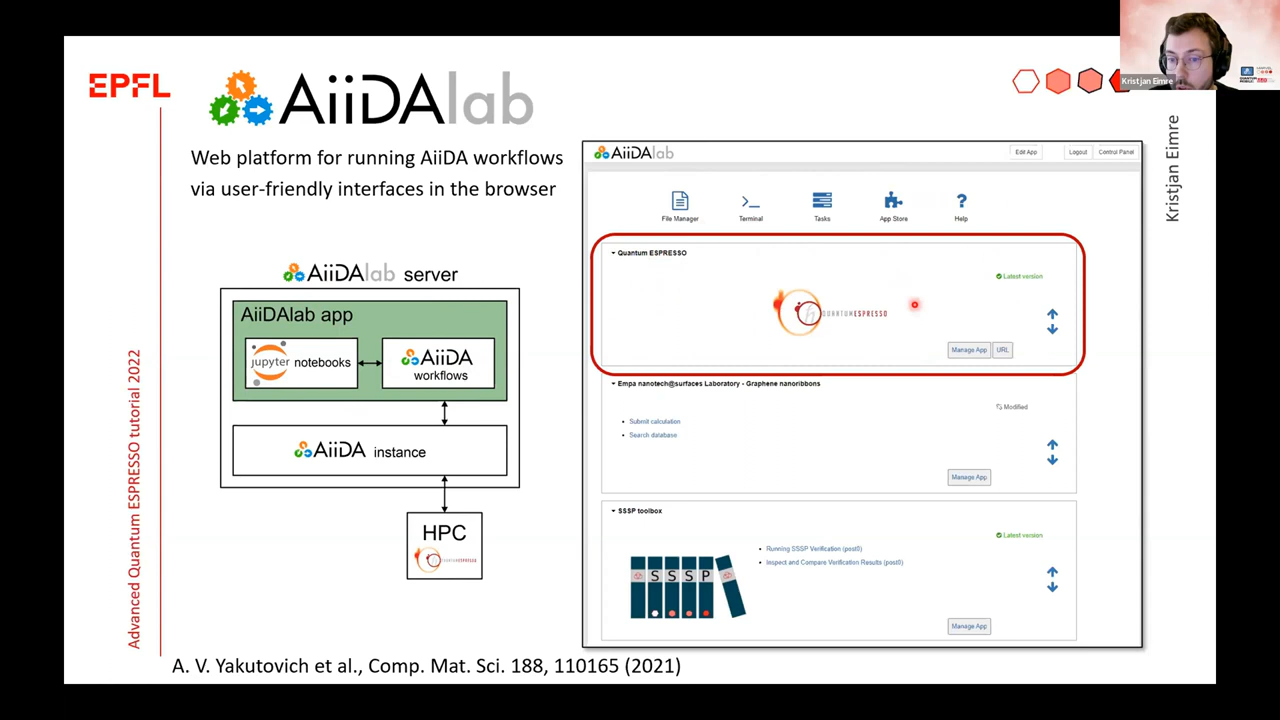 EPFL
AiiDAlab
Kristjan Eimre
Kristjan Eimre
Web platform for running AiiDA workflows
via user-friendly interfaces in the browser
AiiDAlab server
AiiDAlab app
jupyter notebooks
AiiDA
workflows
AiiDA instance
HPC
QUANTUMESPRESSO
Advanced Quantum ESPRESSO tutorial 2022
AiiDAlab
Edit App
Logout
Control Panel
File Manager
Terminal
Tasks
App Store
Help
Quantum ESPRESSO
Latest version
QUANTUMESPRESSO
Manage App
URL
Empa nanotech@surfaces Laboratory - Graphene nanoribbons
Modified
Submit calculation
Search database
Manage App
SSSP toolbox
Latest version
Running SSSP Verification (post0)
Inspect and Compare Verification Results (post0)
SSSP
Manage App
A. V. Yakutovich et al., Comp. Mat. Sci. 188, 110165 (2021)